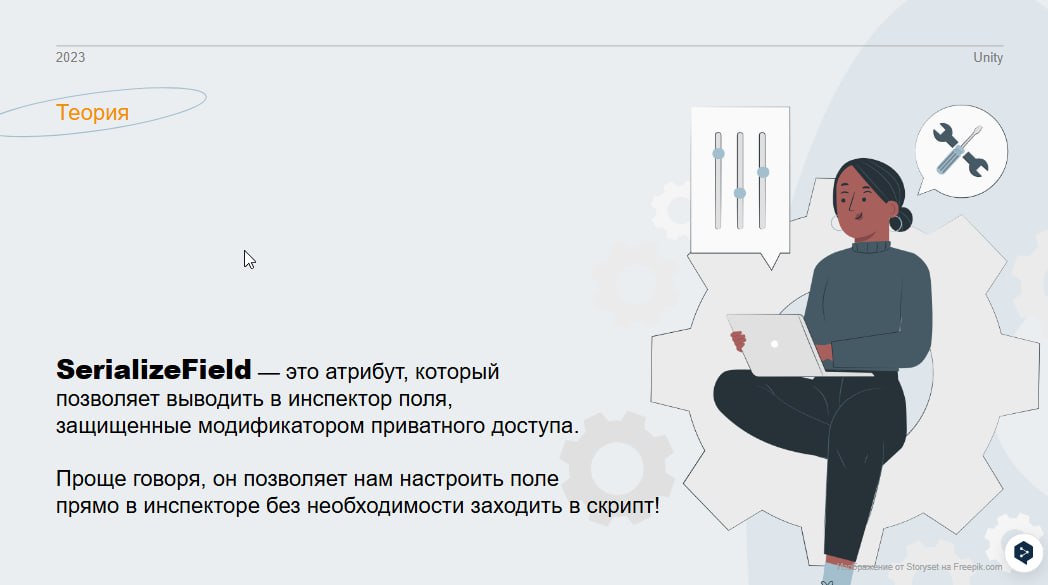 2023
Unity
Теория
SerializeField — это атрибут, который
позволяет выводить в инспектор поля,
защищенные модификатором приватного доступа.
Проще говоря, он позволяет нам настроить поле
прямо в инспекторе без необходимости заходить в скрипт!
Изображение от Storyset на Freepik.com